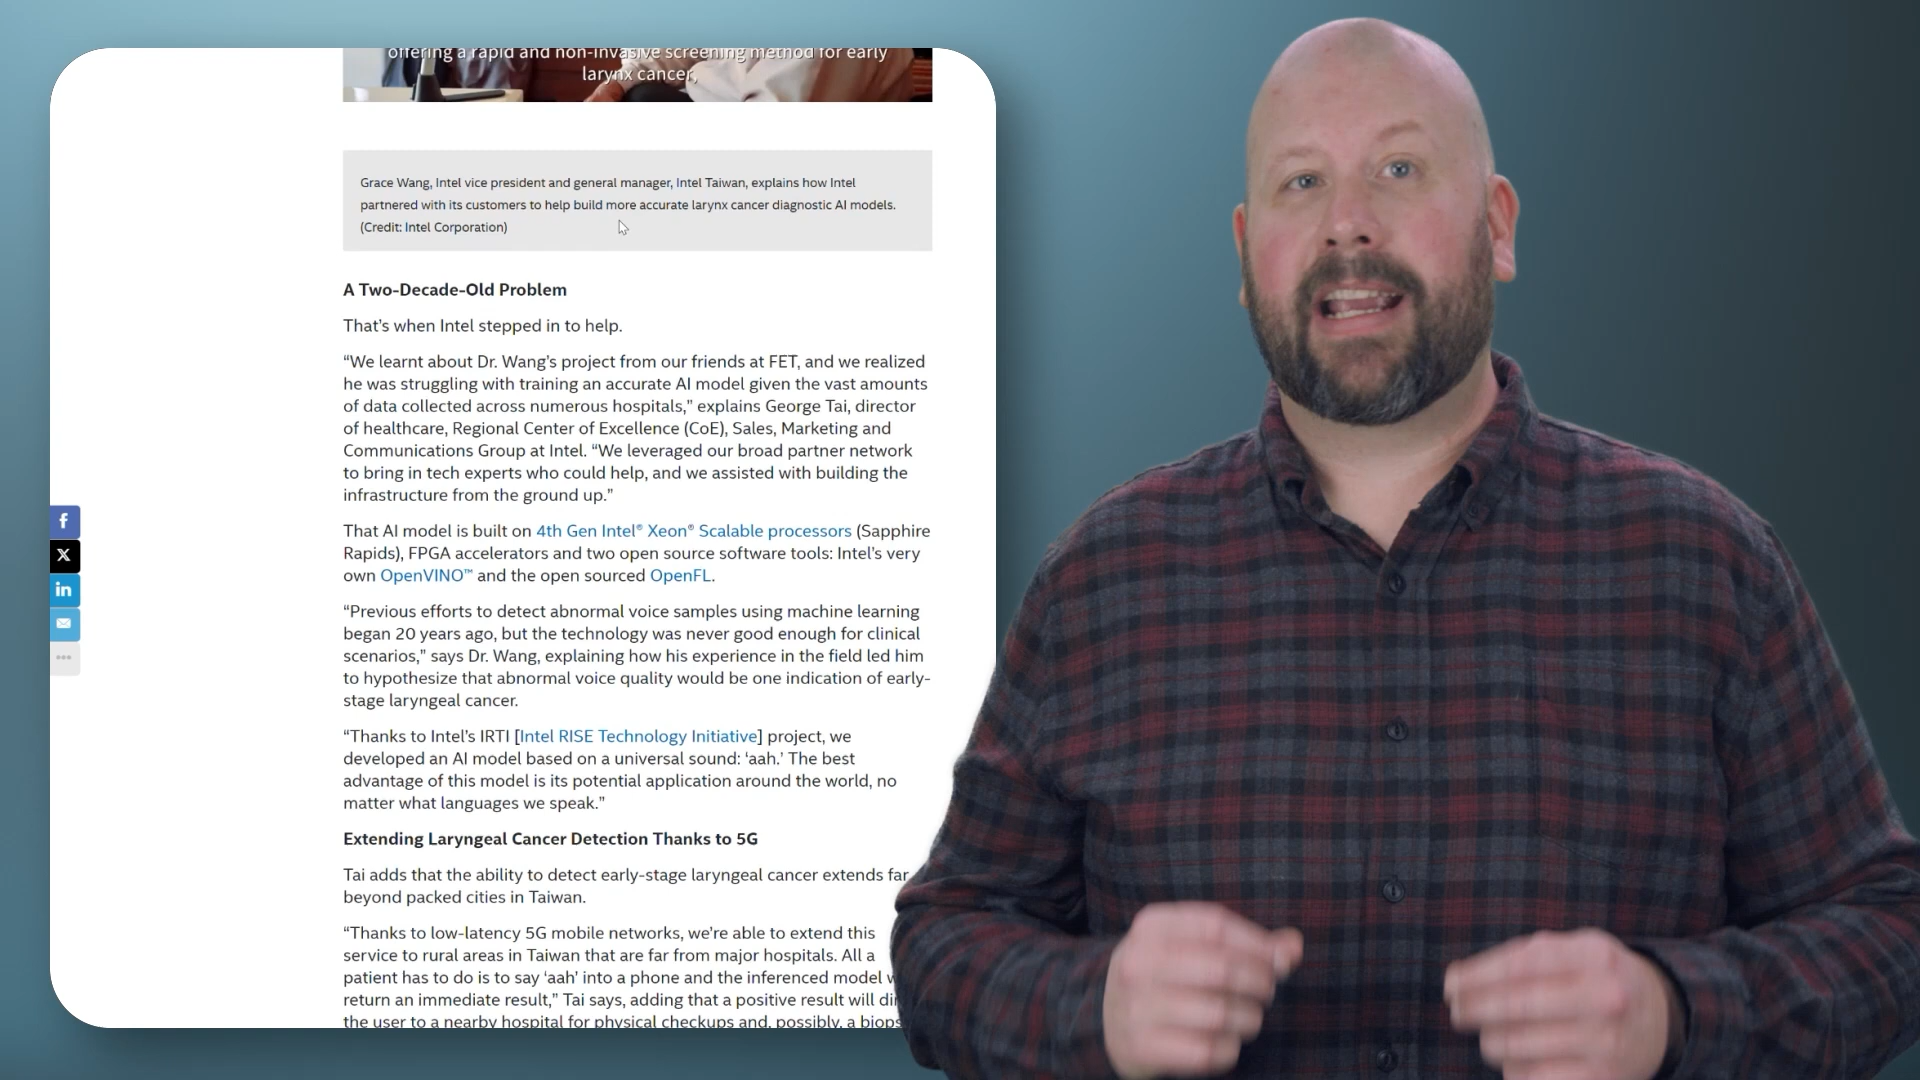 offering a rapid and non-invasive screening method for early
larynx cancer,
Grace Wang, Intel vice president and general manager, Intel Taiwan, explains how Intel
partnered with its customers to help build more accurate larynx cancer diagnostic AI models.
(Credit: Intel Corporation)
A Two-Decade-Old Problem
That’s when Intel stepped in to help.
“We learnt about Dr. Wang’s project from our friends at FET, and we realized
he was struggling with training an accurate AI model given the vast amounts
of data collected across numerous hospitals,” explains George Tai, director
of healthcare, Regional Center of Excellence (CoE), Sales, Marketing and
Communications Group at Intel. “We leveraged our broad partner network
to bring in tech experts who could help, and we assisted with building the
infrastructure from the ground up.”
That AI model is built on 4th Gen Intel® Xeon® Scalable processors (Sapphire
Rapids), FPGA accelerators and two open source software tools: Intel’s very
own OpenVINO™ and the open sourced OpenFL.
“Previous efforts to detect abnormal voice samples using machine learning
began 20 years ago, but the technology was never good enough for clinical
scenarios,” says Dr. Wang, explaining how his experience in the field led him
to hypothesize that abnormal voice quality would be one indication of early-
stage laryngeal cancer.
“Thanks to Intel’s IRTI [Intel RISE Technology Initiative] project, we
developed an AI model based on a universal sound: ‘aah.’ The best
advantage of this model is its potential application around the world, no
matter what languages we speak.”
Extending Laryngeal Cancer Detection Thanks to 5G
Tai adds that the ability to detect early-stage laryngeal cancer extends far
beyond packed cities in Taiwan.
“Thanks to low-latency 5G mobile networks, we’re able to extend this
service to rural areas in Taiwan that are far from major hospitals. All a
patient has to do is to say ‘aah’ into a phone and the inferenced model
return an immediate result,” Tai says, adding that a positive result will
the user to a nearby hospital for physical checkups and, possibly, a